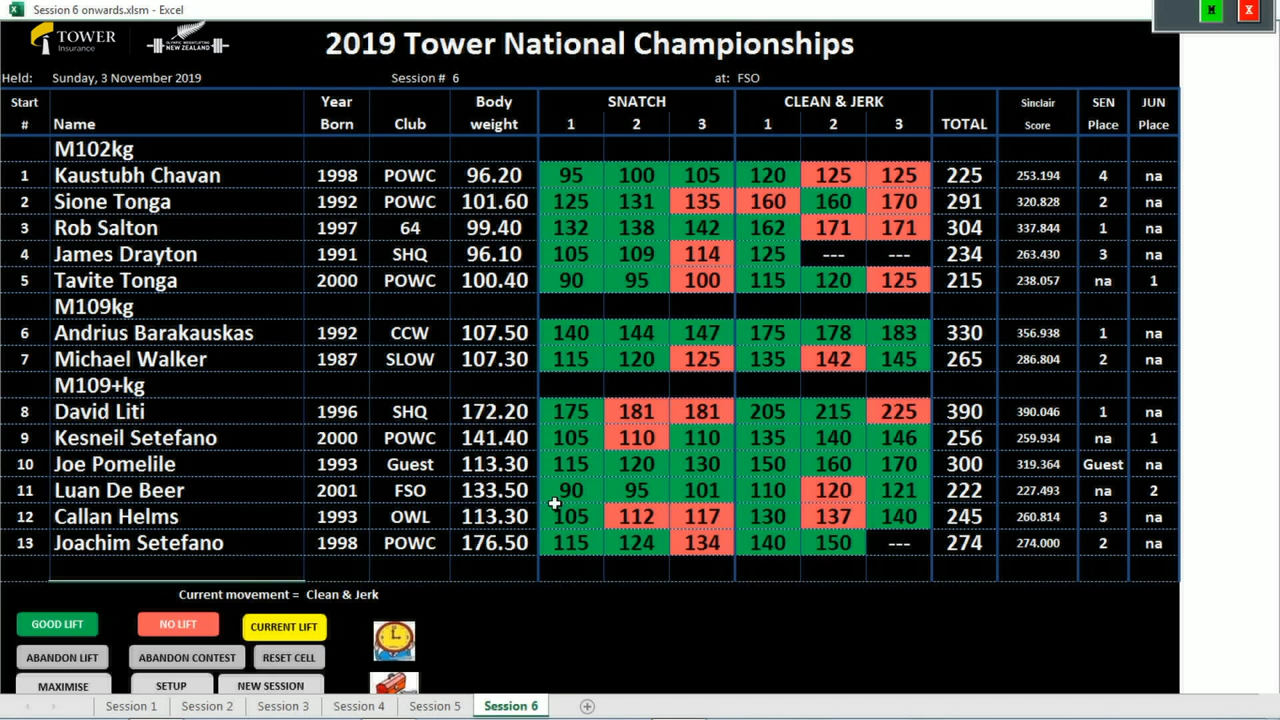 Session 6 onwards.xlsm - Excel
M X
TOWER
Insurance
OLYMPIC WEIGHTLIFTING
NEW ZEALAND
2019 Tower National Championships
Held: Sunday, 3 November 2019 Session # 6 at: FSO
Start Year Body SNATCH CLEAN & JERK Sinclair SEN JUN
# Name Born Club weight 1 2 3 1 2 3 TOTAL Score Place Place
M102kg
1 Kaustubh Chavan 1998 POWC 96.20 95 100 105 120 125 125 225 253.194 4 na
2 Sione Tonga 1992 POWC 101.60 125 131 135 160 160 170 291 320.828 2 na
3 Rob Salton 1997 64 99.40 132 138 142 162 171 171 304 337.844 1 na
4 James Drayton 1991 SHQ 96.10 105 109 114 125 --- --- 234 263.430 3 na
5 Tavite Tonga 2000 POWC 100.40 90 95 100 115 120 125 215 238.057 na 1
M109kg
6 Andrius Barakauskas 1992 CCW 107.50 140 144 147 175 178 183 330 356.938 1 na
7 Michael Walker 1987 SLOW 107.30 115 120 125 135 142 145 265 286.804 2 na
M109+kg
8 David Liti 1996 SHQ 172.20 175 181 181 205 215 225 390 390.046 1 na
9 Kesneil Setefano 2000 POWC 141.40 105 110 110 135 140 146 256 259.934 na 1
10 Joe Pomelile 1993 Guest 113.30 115 120 130 150 160 170 300 319.364 Guest na
11 Luan De Beer 2001 FSO 133.50 90 95 101 110 120 121 222 227.493 na 2
12 Callan Helms 1993 OWL 113.30 105 112 117 130 137 140 245 260.814 3 na
13 Joachim Setefano 1998 POWC 176.50 115 124 134 140 150 --- 274 274.000 2 na
Current movement = Clean & Jerk
GOOD LIFT NO LIFT CURRENT LIFT
ABANDON LIFT ABANDON CONTEST RESET CELL
MAXIMISE SETUP NEW SESSION
Session 1 Session 2 Session 3 Session 4 Session 5 Session 6